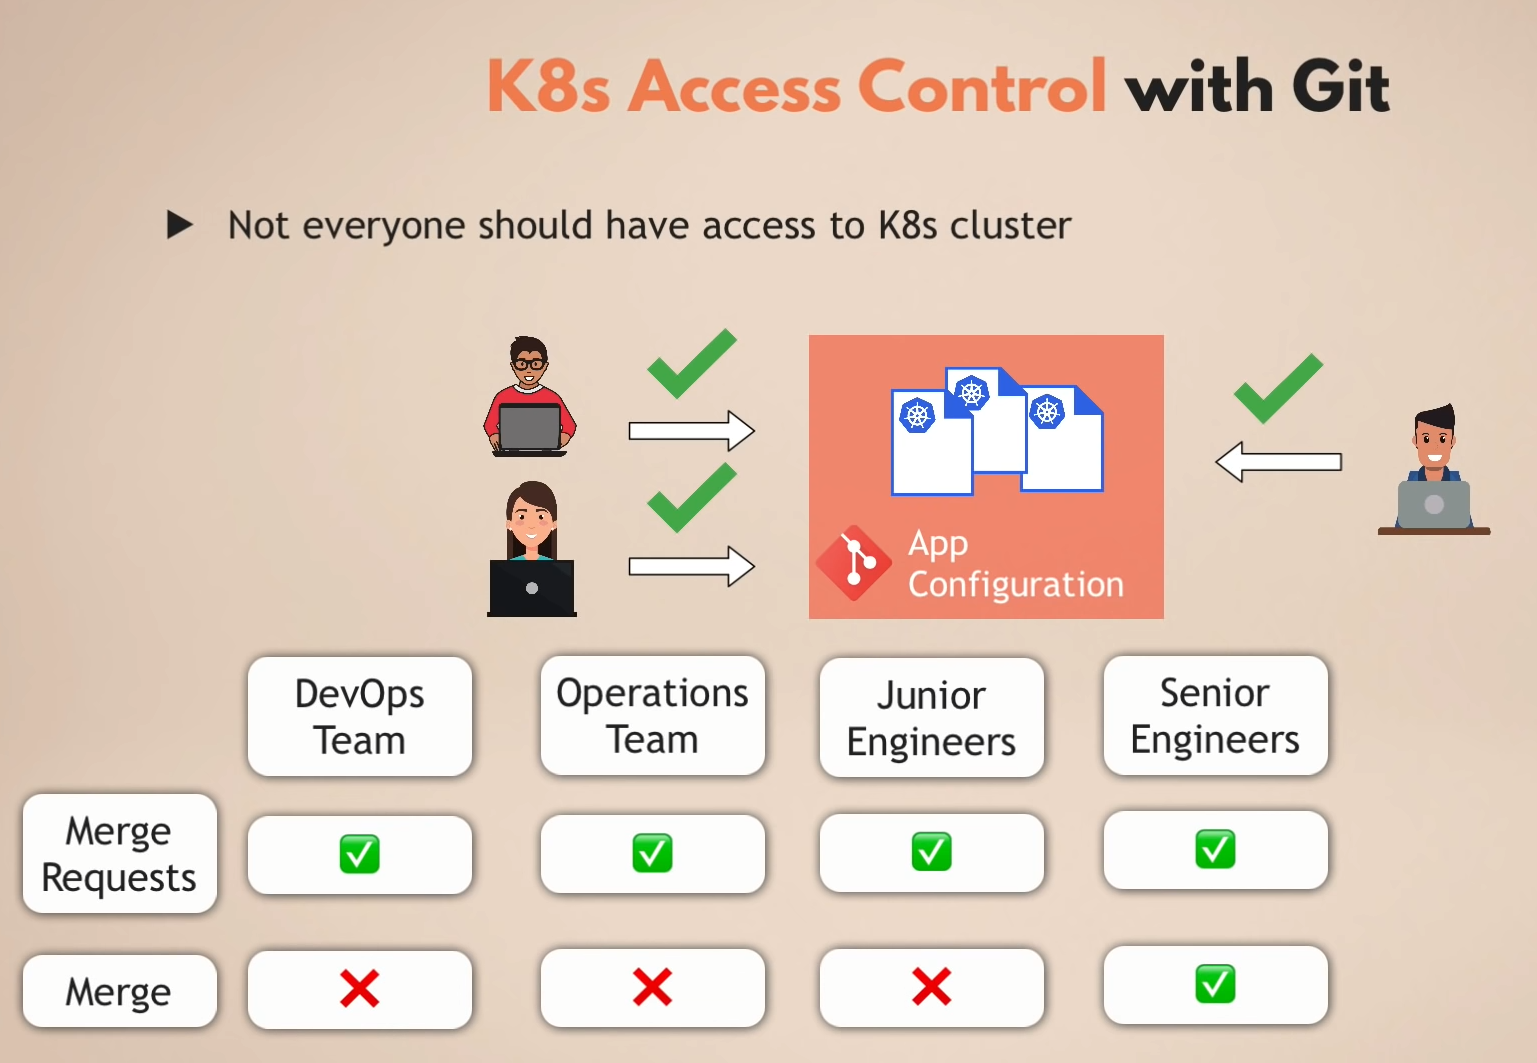 K8s Access Control with Git
▶ Not everyone should have access to K8s cluster
App
Configuration
DevOps
Team
Operations
Team
Junior
Engineers
Senior
Engineers
Merge
Requests
✅ ✅ ✅ ✅
Merge
❌ ❌ ❌ ✅